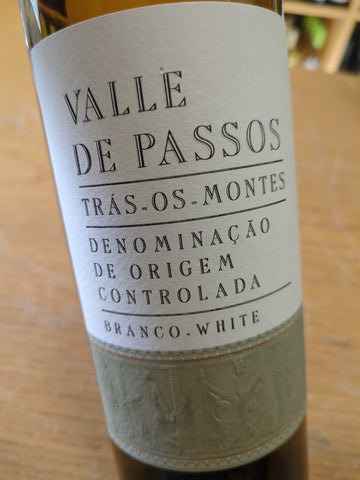 VALLE
DE PASSOS
TRÁS-OS-MONTES
DENOMINAÇÃO
DE ORIGEM
CONTROLADA
BRANCO-WHITE